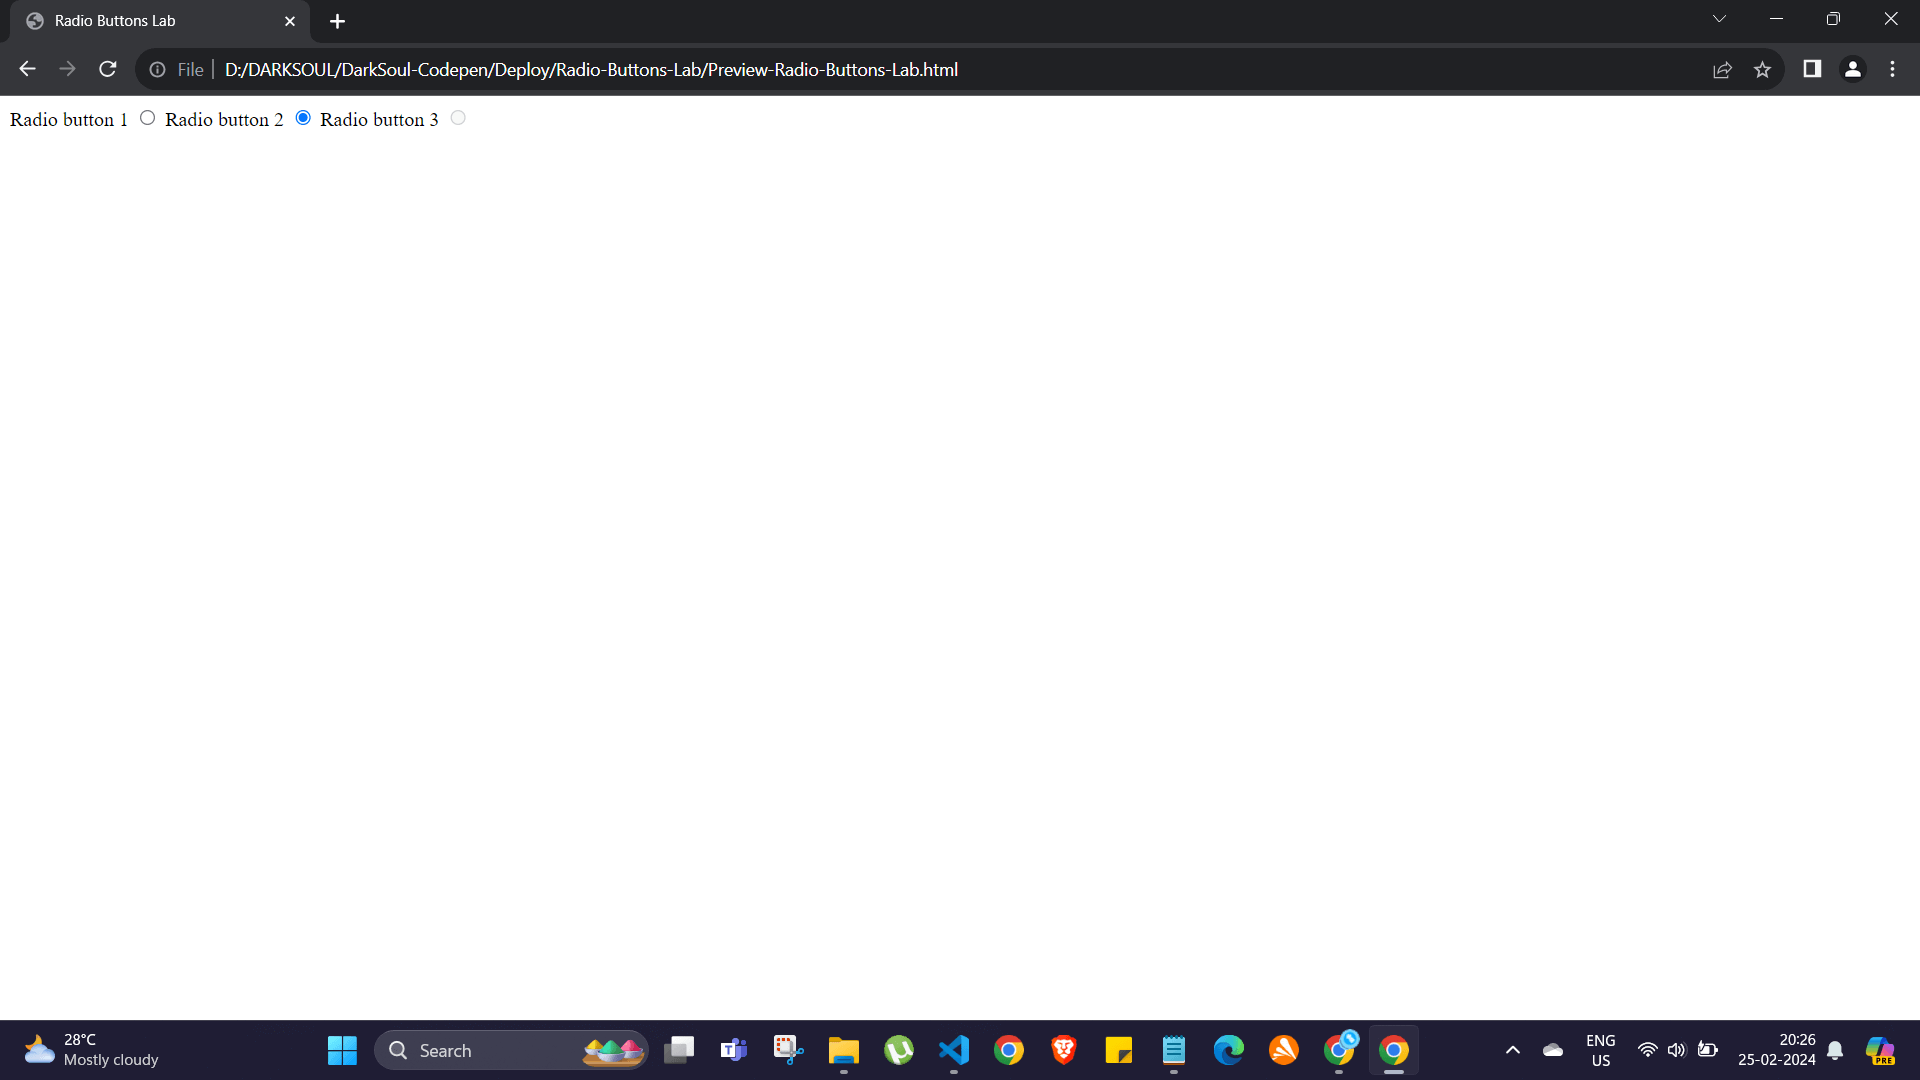 Radio Buttons Lab
File D:/DARKSOUL/DarkSoul-Codepen/Deploy/Radio-Buttons-Lab/Preview-Radio-Buttons-Lab.html
Radio button 1 Radio button 2 Radio button 3
28°C
Mostly cloudy
Search
T
ENG
US
20:26
25-02-2024
PRE